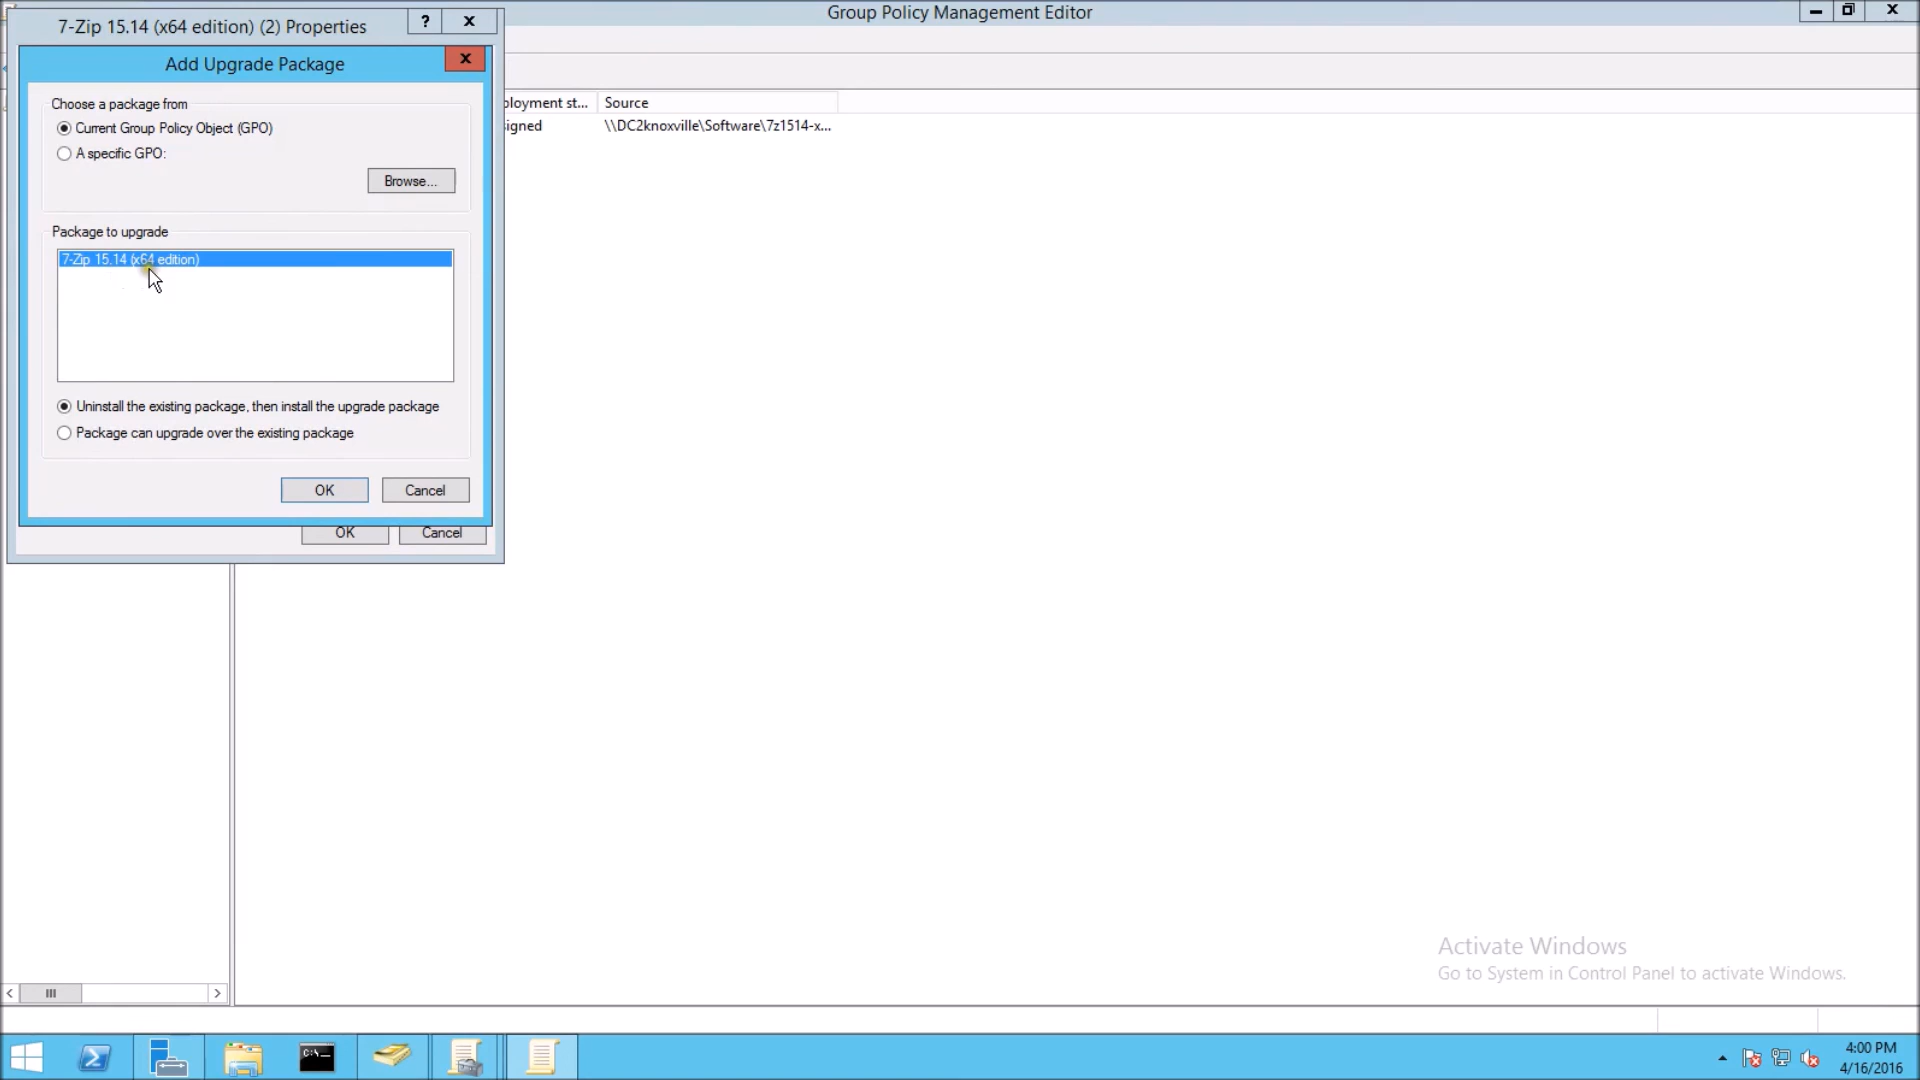 7-Zip 15.14 (x64 edition) (2) Properties
?
x
Group Policy Management Editor
Add Upgrade Package
x
Choose a package from
Current Group Policy Object (GPO)
A specific GPO:
Browse...
Package to upgrade
7-Zip 15.14 (x64 edition)
Uninstall the existing package, then install the upgrade package
Package can upgrade over the existing package
OK
Cancel
OK
Cancel
ployment st...
Source
igned
\\DC2knoxville\Software\7z1514-x...
Activate Windows
Go to System in Control Panel to activate Windows.
C:\_
4:00 PM
4/16/2016